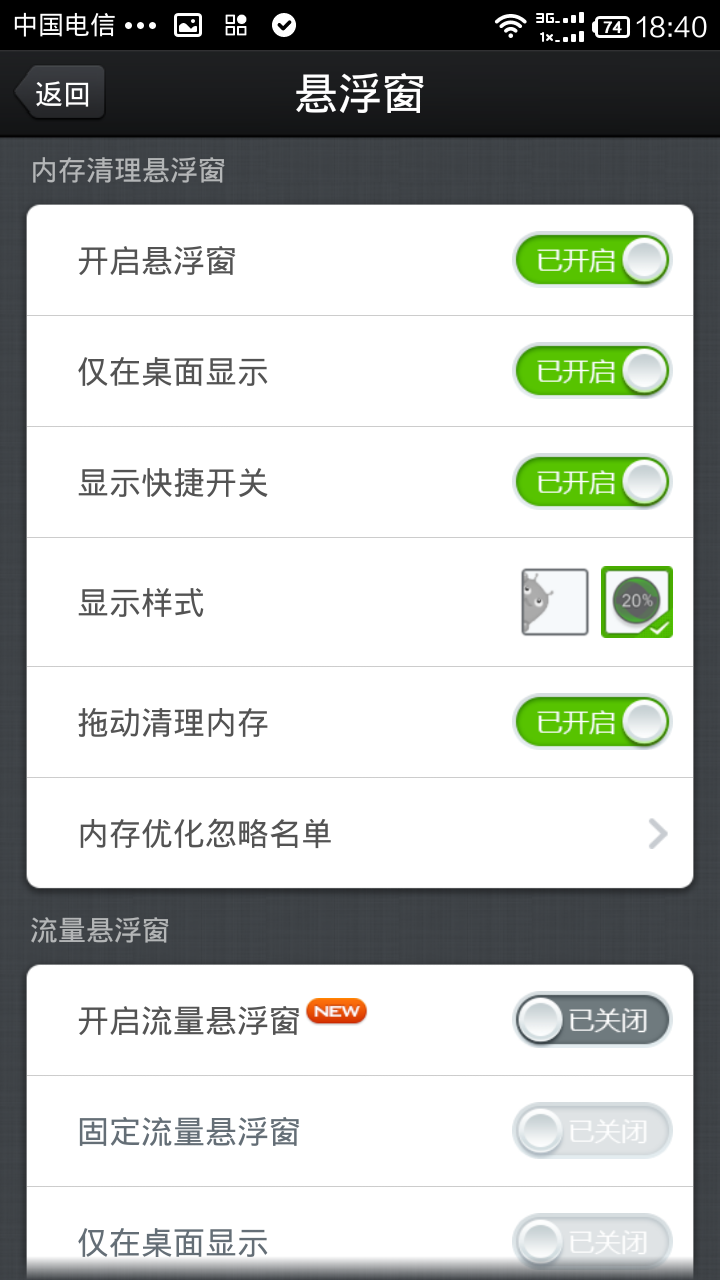 中国电信 ••• 3G 1x 74 18:40
返回 悬浮窗
内存清理悬浮窗
开启悬浮窗 已开启
仅在桌面显示 已开启
显示快捷开关 已开启
显示样式 20%
拖动清理内存 已开启
内存优化忽略名单
流量悬浮窗
开启流量悬浮窗 NEW 已关闭
固定流量悬浮窗 已关闭
仅在桌面显示 已关闭